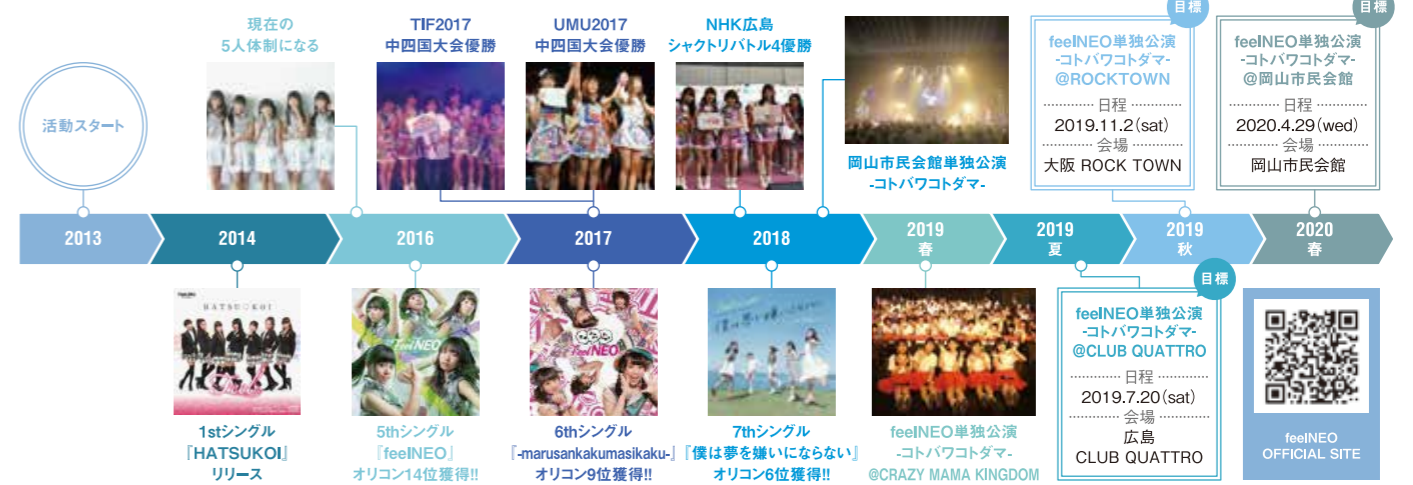 目標
目標
現在の
5人体制になる
TIF2017
中四国大会優勝
UMU2017
中四国大会優勝
NHK広島
シャクトリバトル4優勝
feelNEO単独公演
-コトバワコトダマ-
@ROCKTOWN
日程
2019.11.2(sat)
会場
大阪 ROCK TOWN
feelNEO単独公演
-コトバワコトダマ-
@岡山市民会館
日程
2020.4.29(wed)
会場
岡山市民会館
活動スタート
岡山市民会館単独公演
-コトバワコトダマ-
2013
2014
2016
2017
2018
2019
春
2019
夏
2019
秋
2020
春
HATSU♡KOI
FeelNEO
FeelNEO
1stシングル
『HATSUKOI』
リリース
5thシングル
『feelNEO』
オリコン14位獲得!!
6thシングル
『-marusankakumasikaku-』
オリコン9位獲得!!
7thシングル
『僕は夢を嫌いにならない』
オリコン6位獲得!!
feelNEO単独公演
-コトバワコトダマ-
@CRAZY MAMA KINGDOM
目標
feelNEO単独公演
-コトバワコトダマ-
@CLUB QUATTRO
日程
2019.7.20(sat)
会場
広島
CLUB QUATTRO
feelNEO
OFFICIAL SITE